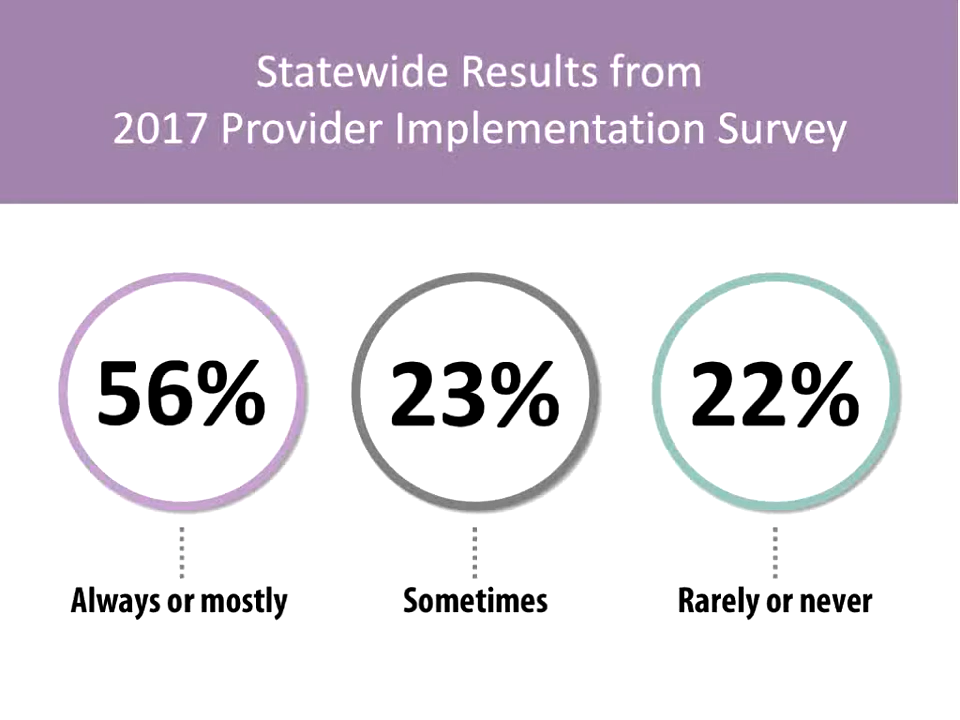 Statewide Results from
2017 Provider Implementation Survey
56%
23%
22%
Always or mostly
Sometimes
Rarely or never